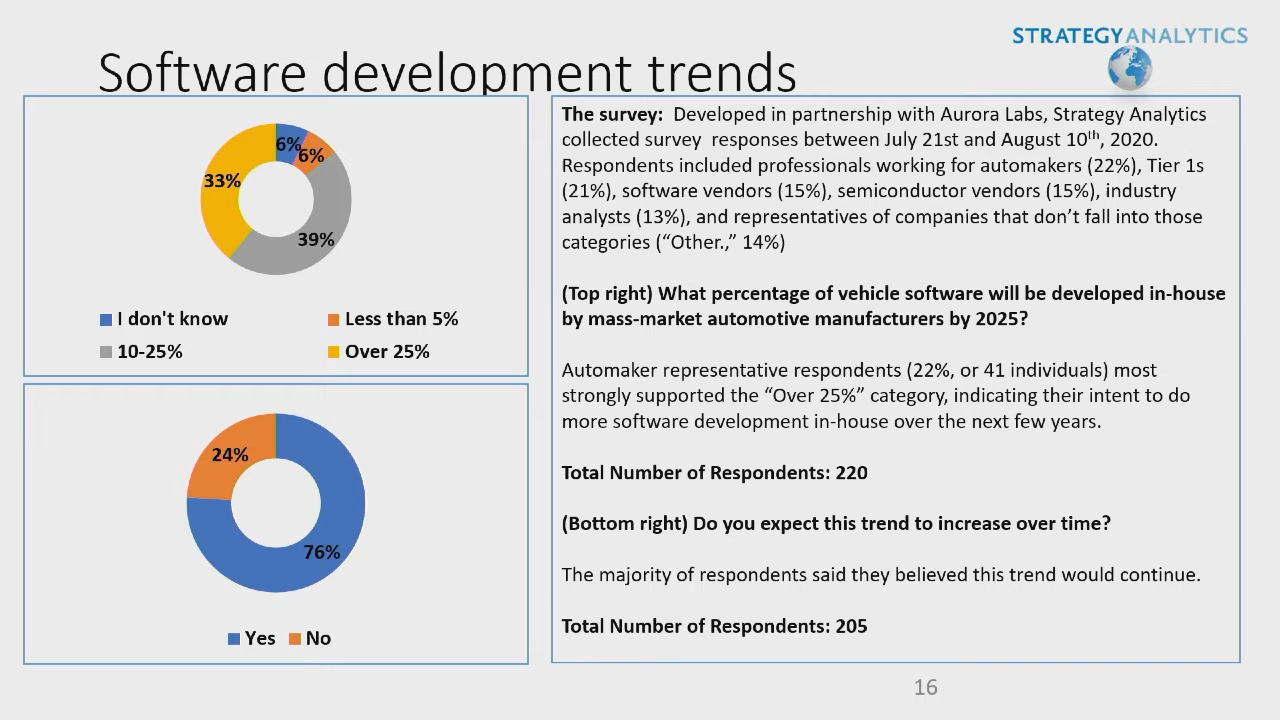 STRATEGYANALYTICS
Software development trends
6%
6%
33%
39%
I don't know
Less than 5%
10-25%
Over 25%
24%
76%
Yes
No
The survey: Developed in partnership with Aurora Labs, Strategy Analytics
collected survey responses between July 21st and August 10th, 2020.
Respondents included professionals working for automakers (22%), Tier 1s
(21%), software vendors (15%), semiconductor vendors (15%), industry
analysts (13%), and representatives of companies that don’t fall into those
categories (“Other.,” 14%)
(Top right) What percentage of vehicle software will be developed in-house
by mass-market automotive manufacturers by 2025?
Automaker representative respondents (22%, or 41 individuals) most
strongly supported the “Over 25%” category, indicating their intent to do
more software development in-house over the next few years.
Total Number of Respondents: 220
(Bottom right) Do you expect this trend to increase over time?
The majority of respondents said they believed this trend would continue.
Total Number of Respondents: 205
16